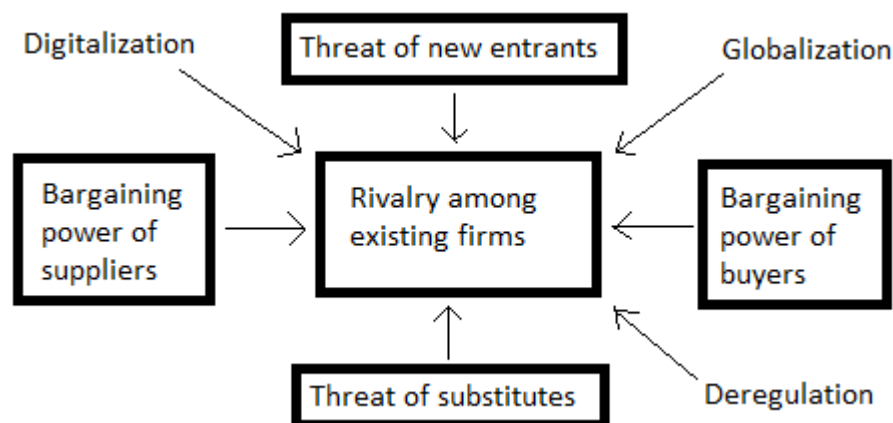 Digitalization
Threat of new entrants
Globalization
Bargaining
power of
suppliers
Rivalry among
existing firms
Bargaining
power of
buyers
Threat of substitutes
Deregulation